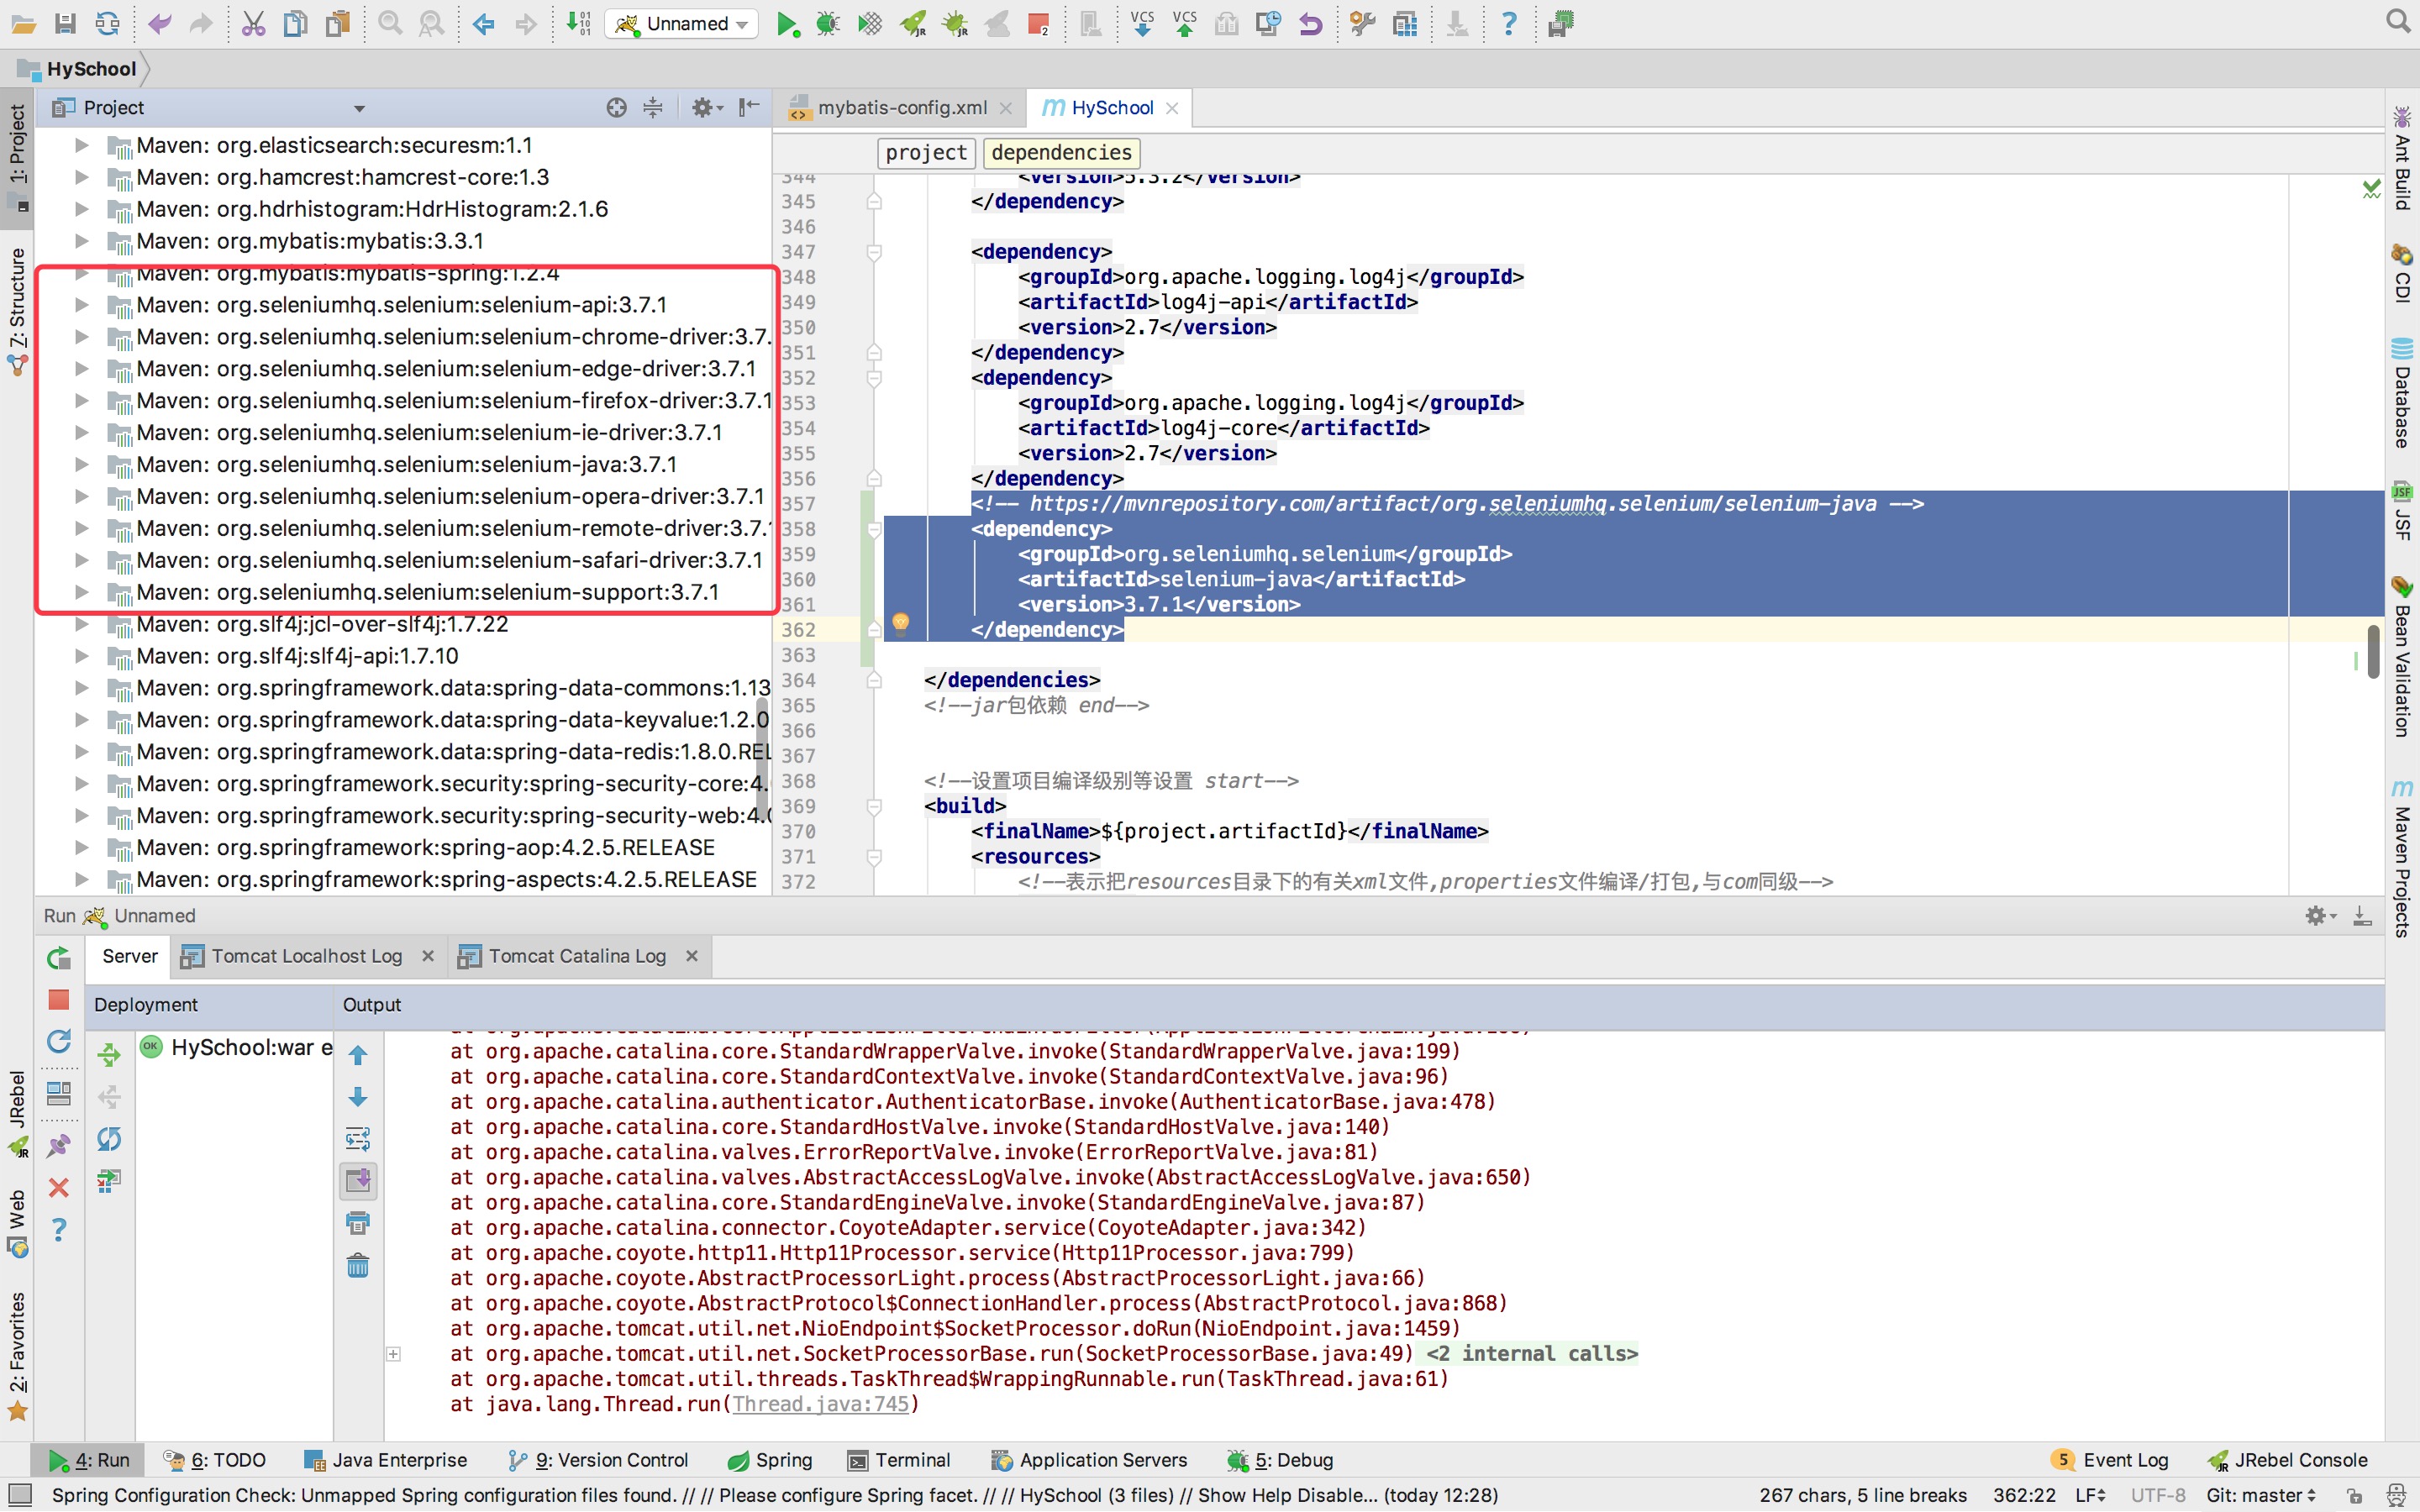 Unnamed
2
VCS
VCS
HySchool
Project
mybatis-config.xml
HySchool
project
dependencies
1: Project
7: Structure
JRebel
Web
2: Favorites
Maven: org.elasticsearch:securesm:1.1
Maven: org.hamcrest:hamcrest-core:1.3
Maven: org.hdrhistogram:HdrHistogram:2.1.6
Maven: org.mybatis:mybatis:3.3.1
Maven: org.mybatis:mybatis-spring:1.2.4
Maven: org.seleniumhq.selenium:selenium-api:3.7.1
Maven: org.seleniumhq.selenium:selenium-chrome-driver:3.7.
Maven: org.seleniumhq.selenium:selenium-edge-driver:3.7.1
Maven: org.seleniumhq.selenium:selenium-firefox-driver:3.7.1
Maven: org.seleniumhq.selenium:selenium-ie-driver:3.7.1
Maven: org.seleniumhq.selenium:selenium-java:3.7.1
Maven: org.seleniumhq.selenium:selenium-opera-driver:3.7.1
Maven: org.seleniumhq.selenium:selenium-remote-driver:3.7.
Maven: org.seleniumhq.selenium:selenium-safari-driver:3.7.1
Maven: org.seleniumhq.selenium:selenium-support:3.7.1
Maven: org.slf4j:jcl-over-slf4j:1.7.22
Maven: org.slf4j:slf4j-api:1.7.10
Maven: org.springframework.data:spring-data-commons:1.13
Maven: org.springframework.data:spring-data-keyvalue:1.2.0
Maven: org.springframework.data:spring-data-redis:1.8.0.REL
Maven: org.springframework.security:spring-security-core:4.
Maven: org.springframework.security:spring-security-web:4.0
Maven: org.springframework:spring-aop:4.2.5.RELEASE
Maven: org.springframework:spring-aspects:4.2.5.RELEASE
344 <version>5.3.2</version>
345 </dependency>
346
347 <dependency>
348 <groupId>org.apache.logging.log4j</groupId>
349 <artifactId>log4j-api</artifactId>
350 <version>2.7</version>
351 </dependency>
352 <dependency>
353 <groupId>org.apache.logging.log4j</groupId>
354 <artifactId>log4j-core</artifactId>
355 <version>2.7</version>
356 </dependency>
357 <!-- https://mvnrepository.com/artifact/org.seleniumhq.selenium/selenium-java -->
358 <dependency>
359 <groupId>org.seleniumhq.selenium</groupId>
360 <artifactId>selenium-java</artifactId>
361 <version>3.7.1</version>
362 </dependency>
363
364 </dependencies>
365 <!--jar包依赖 end-->
366
367
368 <!--设置项目编译级别等设置 start-->
369 <build>
370 <finalName>${project.artifactId}</finalName>
371 <resources>
372 <!--表示把resources目录下的有关xml文件,properties文件编译/打包,与com同级-->
Ant Build
CDI
Database
JSF
Bean Validation
Maven Projects
Run Unnamed
Server
Tomcat Localhost Log
Tomcat Catalina Log
Deployment
Output
OK HySchool:war e
at org.apache.catalina.core.StandardWrapperValve.invoke(StandardWrapperValve.java:199)
at org.apache.catalina.core.StandardContextValve.invoke(StandardContextValve.java:96)
at org.apache.catalina.authenticator.AuthenticatorBase.invoke(AuthenticatorBase.java:478)
at org.apache.catalina.core.StandardHostValve.invoke(StandardHostValve.java:140)
at org.apache.catalina.valves.ErrorReportValve.invoke(ErrorReportValve.java:81)
at org.apache.catalina.valves.AbstractAccessLogValve.invoke(AbstractAccessLogValve.java:650)
at org.apache.catalina.core.StandardEngineValve.invoke(StandardEngineValve.java:87)
at org.apache.catalina.connector.CoyoteAdapter.service(CoyoteAdapter.java:342)
at org.apache.coyote.http11.Http11Processor.service(Http11Processor.java:799)
at org.apache.coyote.AbstractProcessorLight.process(AbstractProcessorLight.java:66)
at org.apache.coyote.AbstractProtocol$ConnectionHandler.process(AbstractProtocol.java:868)
at org.apache.tomcat.util.net.NioEndpoint$SocketProcessor.doRun(NioEndpoint.java:1459)
at org.apache.tomcat.util.net.SocketProcessorBase.run(SocketProcessorBase.java:49) <2 internal calls>
at org.apache.tomcat.util.threads.TaskThread$WrappingRunnable.run(TaskThread.java:61)
at java.lang.Thread.run(Thread.java:745)
4: Run
6: TODO
Java Enterprise
9: Version Control
Spring
Terminal
Application Servers
5: Debug
5 Event Log
JRebel Console
Spring Configuration Check: Unmapped Spring configuration files found. // // Please configure Spring facet. // // HySchool (3 files) // Show Help Disable... (today 12:28)
267 chars, 5 line breaks
362:22
LF
UTF-8
Git: master